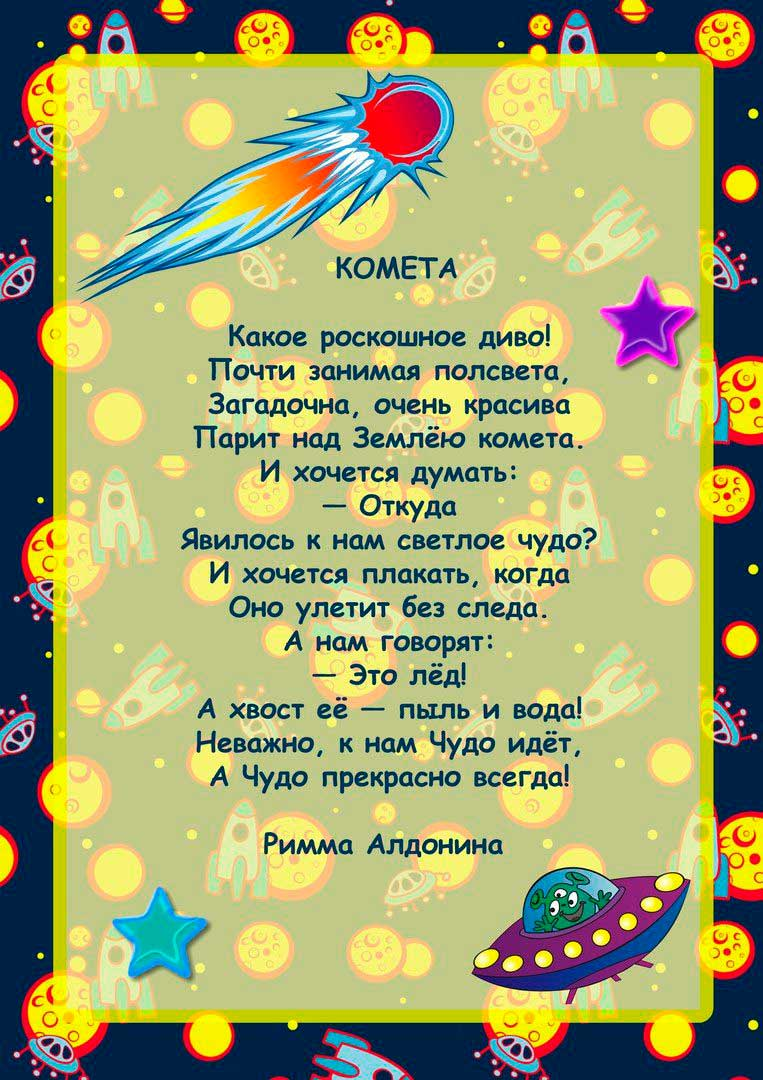 КОМЕТА
Какое роскошное диво!
Почти занимая полсвета,
Загадочна, очень красива
Парит над Землёю комета.
И хочется думать:
— Откуда
Явилось к нам светлое чудо?
И хочется плакать, когда
Оно улетит без следа.
А нам говорят:
— Это лёд!
А хвост её — пыль и вода!
Неважно, к нам Чудо идёт,
А Чудо прекрасно всегда!
Римма Алдонина